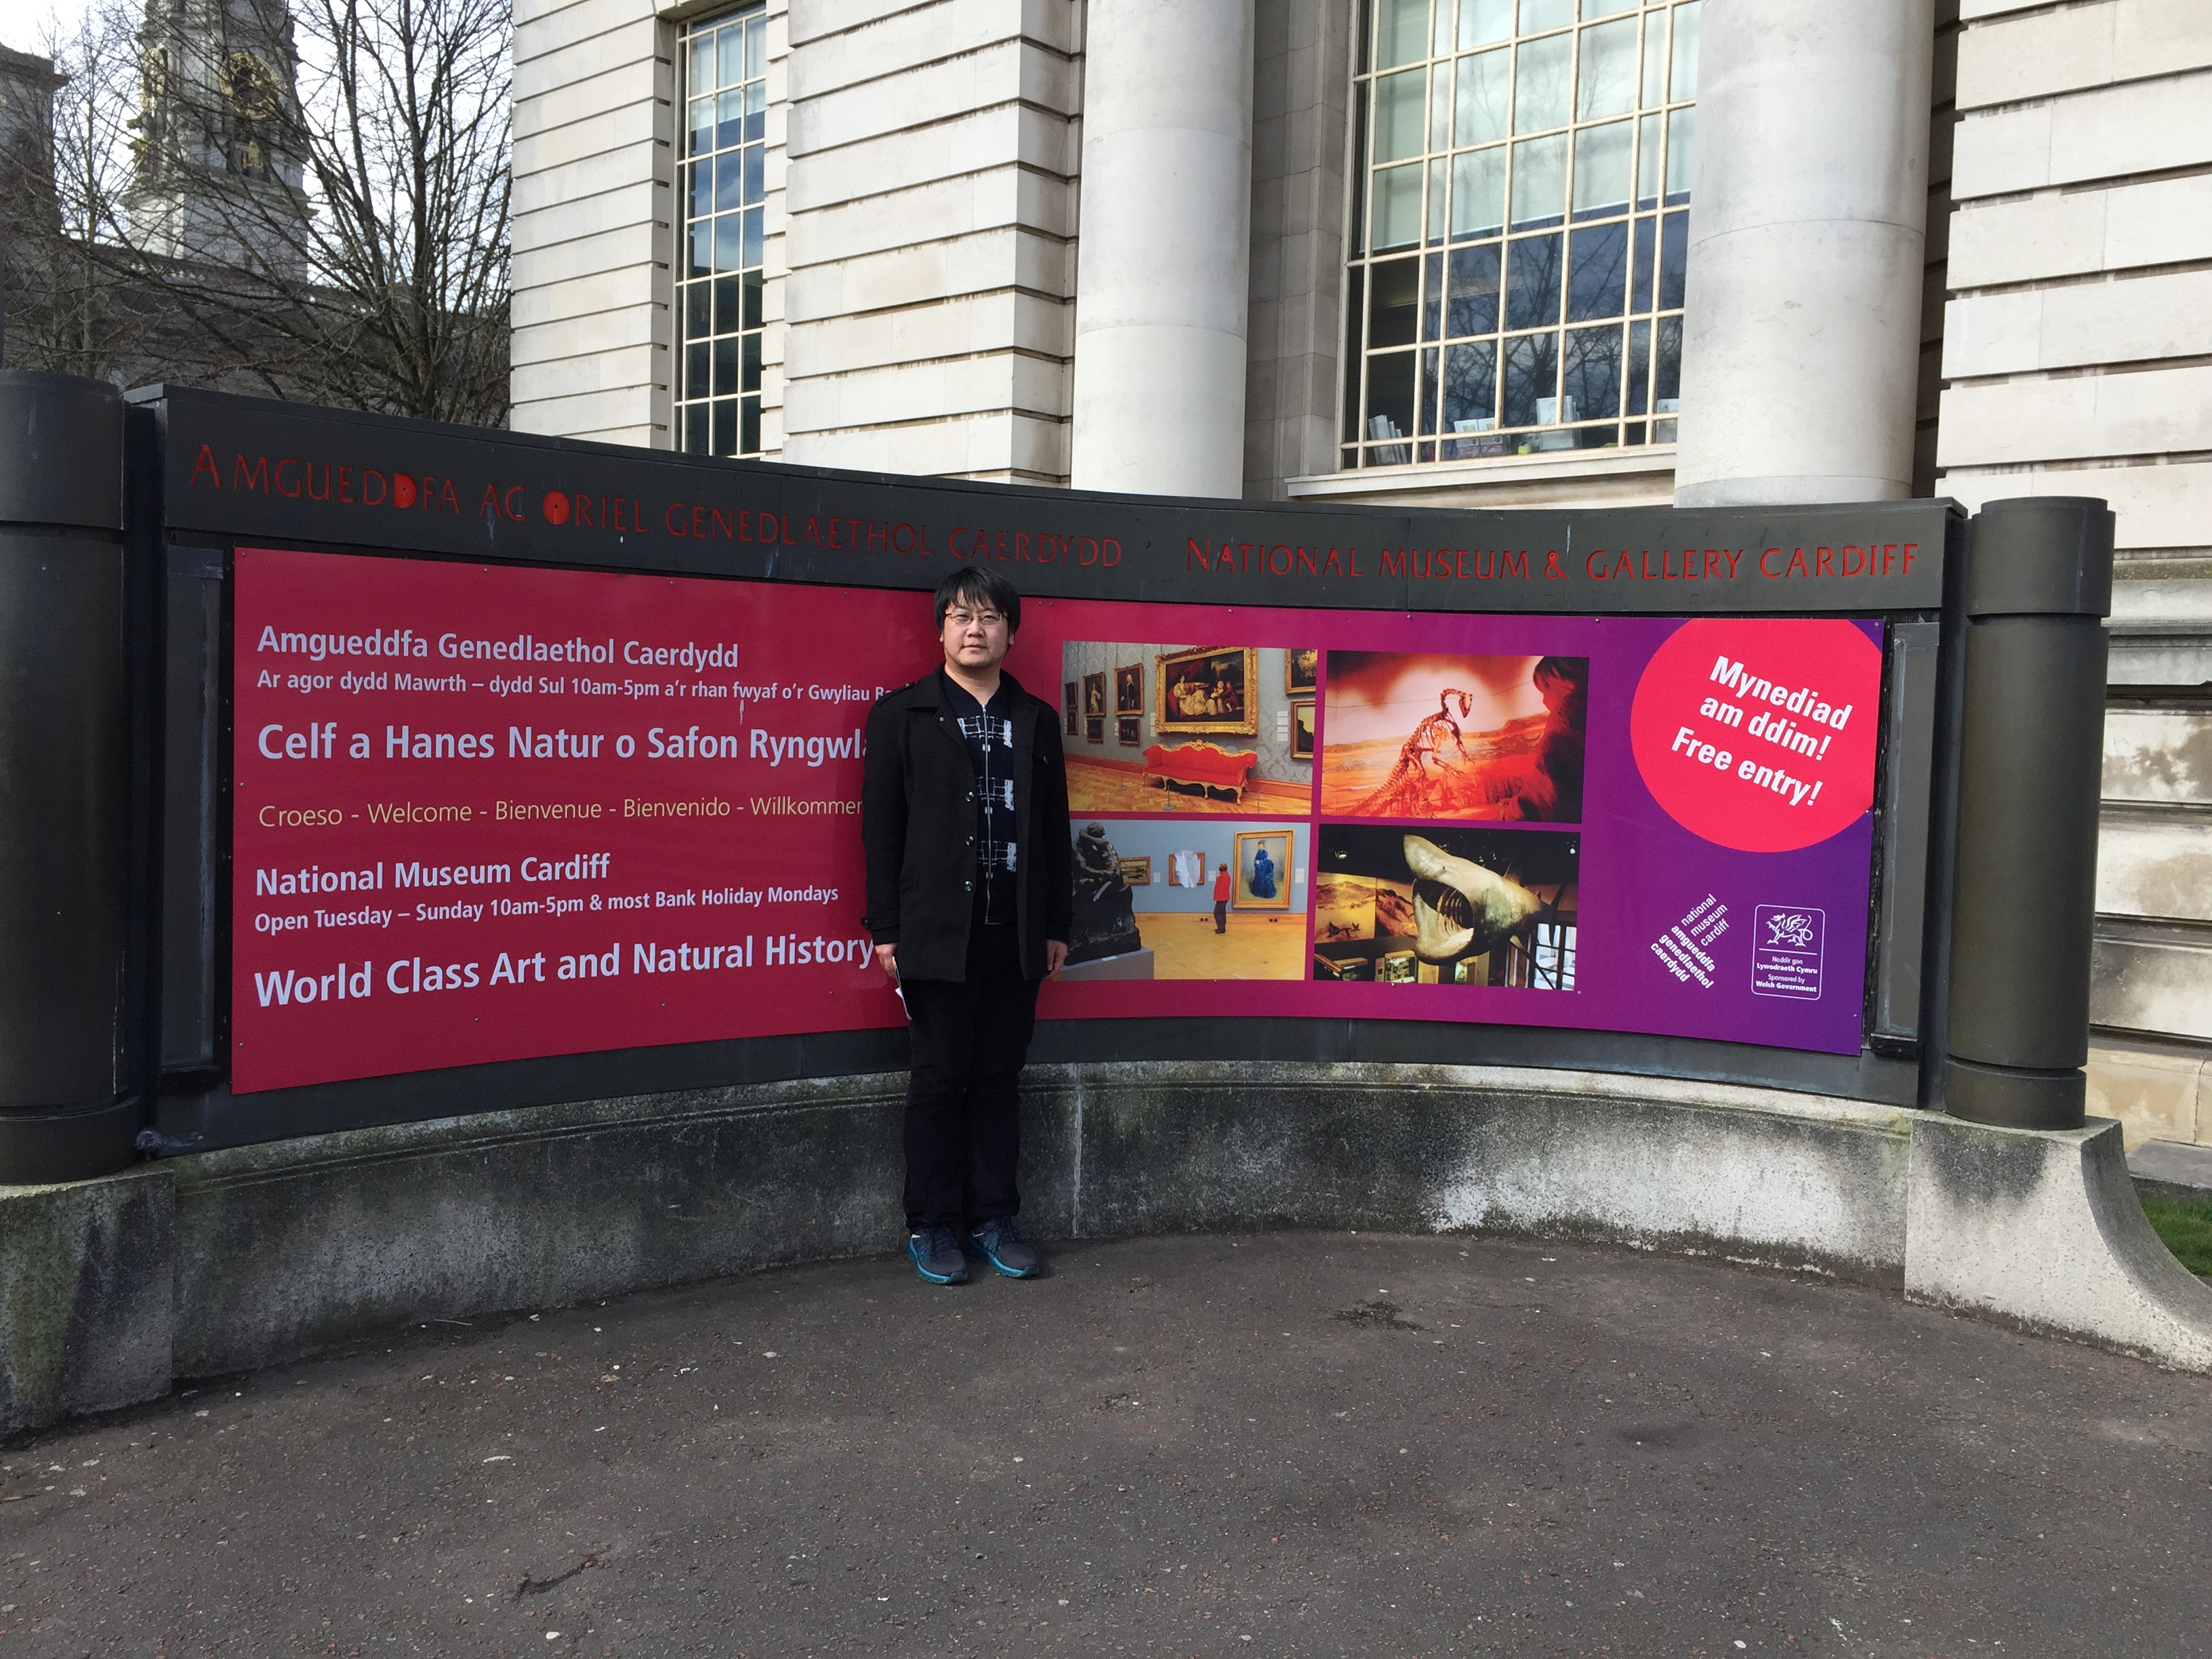 AMGUEDDFA AC ORIEL GENEDLAETHOL CAERDYDD
NATIONAL MUSEUM & GALLERY CARDIFF
Amgueddfa Genedlaethol Caerdydd
Ar agor dydd Mawrth – dydd Sul 10am-5pm a'r rhan fwyaf o'r Gwyliau
Celf a Hanes Natur o Safon
Croeso - Welcome - Bienvenue - Bienvenido - Willkommen
National Museum Cardiff
Open Tuesday – Sunday 10am-5pm & most Bank Holiday Mondays
World Class Art and Natural History
Mynediad
am ddim!
Free entry!
national
museum
cardiff
amgueddfa
genedlaethol
caerdydd
Noddir gan
Lywodraeth Cymru
Sponsored by
Welsh Government